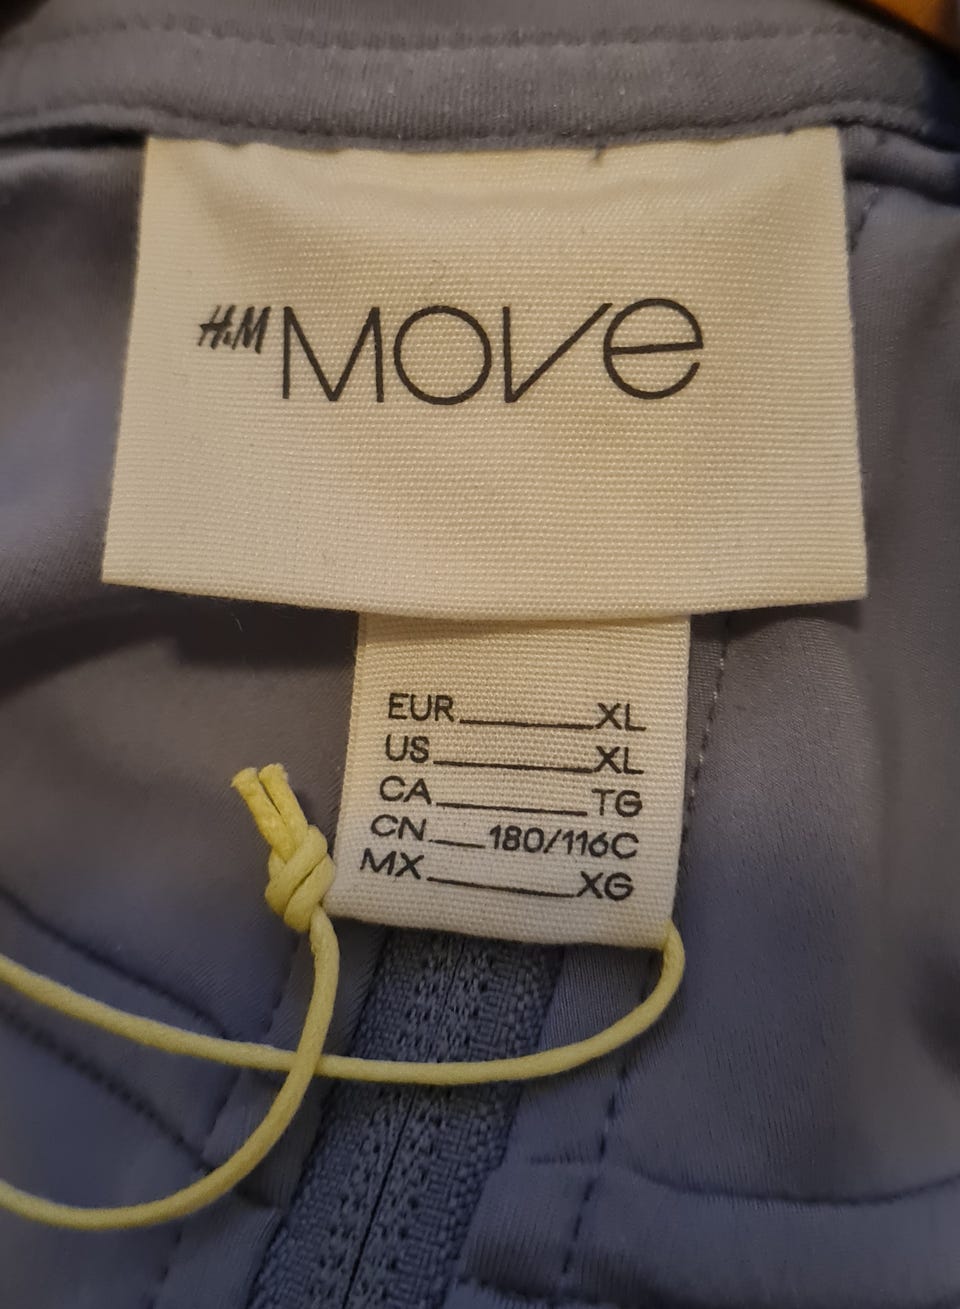 H&M MOVE
EUR XL
US XL
CA TG
CN 180/116C
MX XG